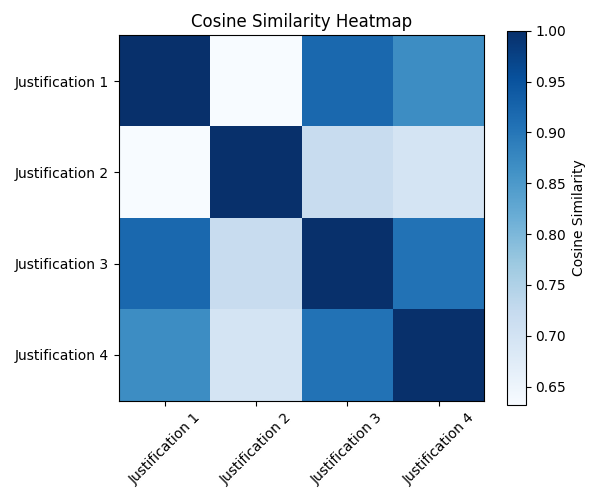 Cosine Similarity Heatmap
Justification 1
Justification 2
Justification 3
Justification 4
Justification 1
Justification 2
Justification 3
Justification 4
1.00
0.95
0.90
0.85
0.80
0.75
0.70
0.65
Cosine Similarity